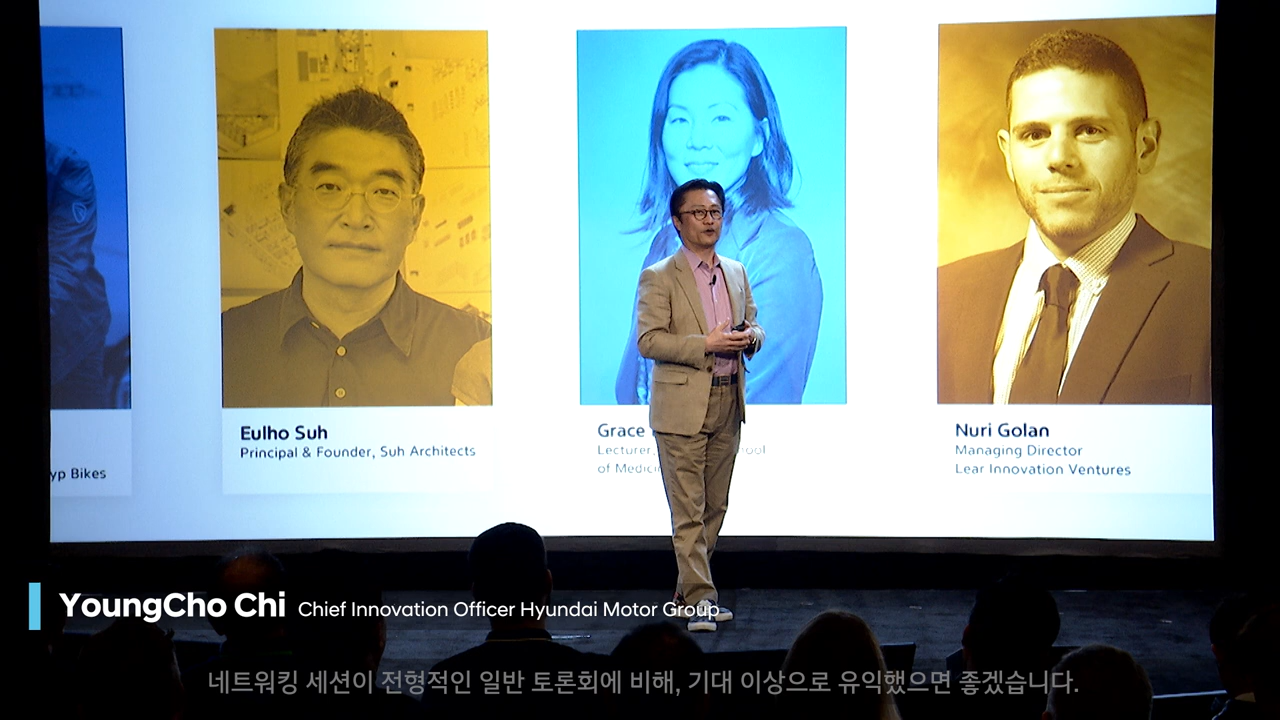 yp Bikes
Eulho Suh
Principal & Founder, Suh Architects
Grace
Lecturer,
of Medicin
Nuri Golan
Managing Director
Lear Innovation Ventures
YoungCho Chi Chief Innovation Officer Hyundai Motor Group
네트워킹 세션이 전형적인 일반 토론회에 비해, 기대 이상으로 유익했으면 좋겠습니다.